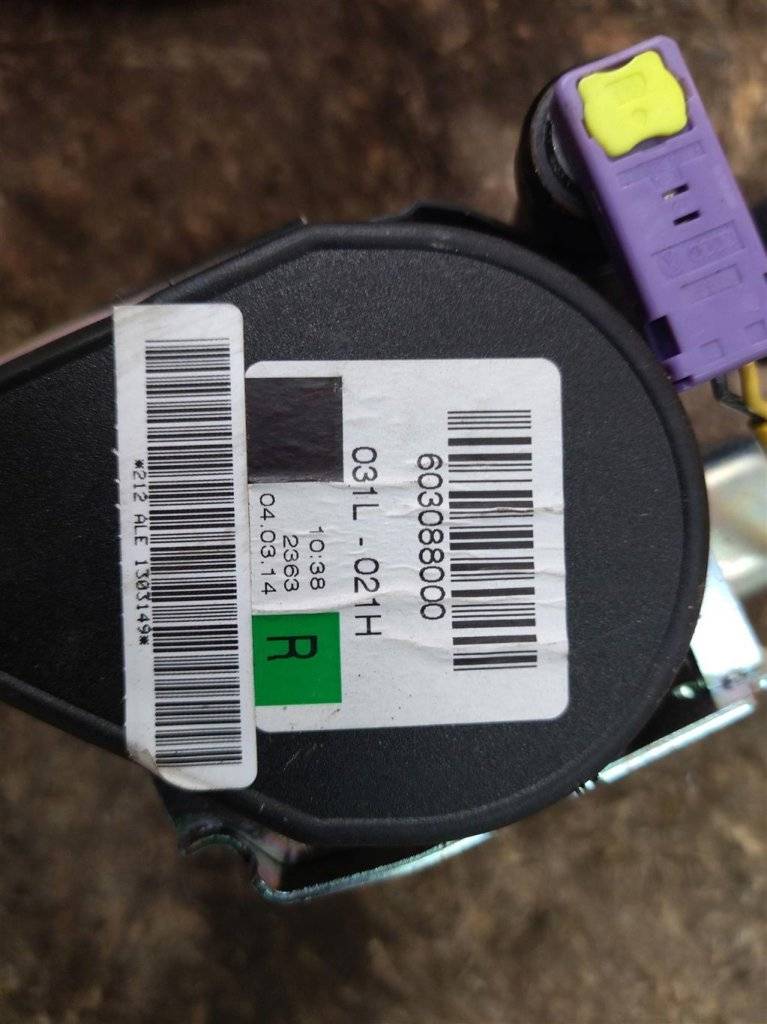 603088000
031L - 021H
10:38
2363
04.03.14
R
*212 ALE 1303149*